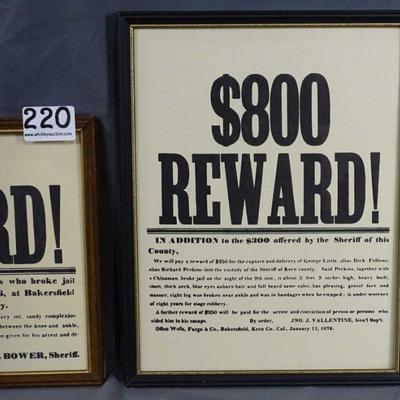 220
www.whitleyauction.com
RD!
s who broke jail
6, at Bakersfield
y.
avy set, sandy complexion
between the knee and ankle,
be given for his arrest and de-
. BOWER, Sheriff.
$800
REWARD!
IN ADDITION to the $300 offered by the Sheriff of this
County,
We will pay a reward of $250 for the capture and delivery of George Little, alias Dick Fellows,
alias Richard Perkins into the custody of the Sheriff of Kern county. Said Perkins, together with
a Chinaman, broke jail on the night of the 9th inst., is about 5 feet 9 inches high, heavy built,
short, thick neck, blue eyes auburn hair and full beard same color, has pleasing, genial face and
manner, right leg was broken near ankle and was in bandages when he escaped; is under sentence
of eight years for stage robbery.
A further reward of $250 will be paid for the arrest and conviction of person or persons who
aided him in his escape. By order, JNO. J. VALLENTINE, Gen'l Sup't.
Office Wells, Fargo & Co., Bakersfield, Kern Co. Cal., January 11, 1876.